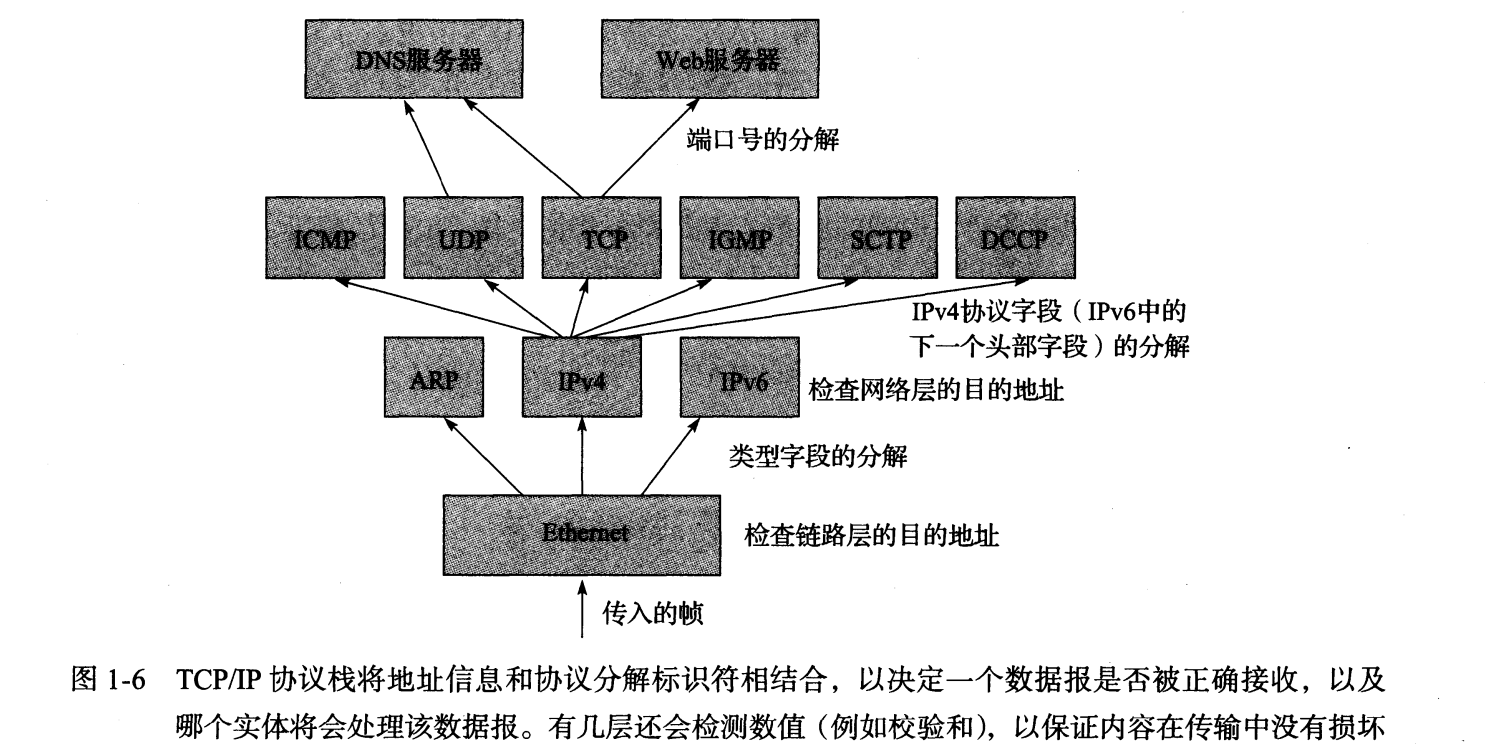 DNS服务器 Web服务器
端口号的分解
ICMP UDP TCP IGMP SCTP DCCP
IPv4协议字段（IPv6中的
下一个头部字段）的分解
ARP IPv4 IPv6 检查网络层的目的地址
类型字段的分解
Ethernet 检查链路层的目的地址
传入的帧
图 1-6 TCP/IP 协议栈将地址信息和协议分解标识符相结合，以决定一个数据报是否被正确接收，以及
哪个实体将会处理该数据报。有几层还会检测数值（例如校验和），以保证内容在传输中没有损坏